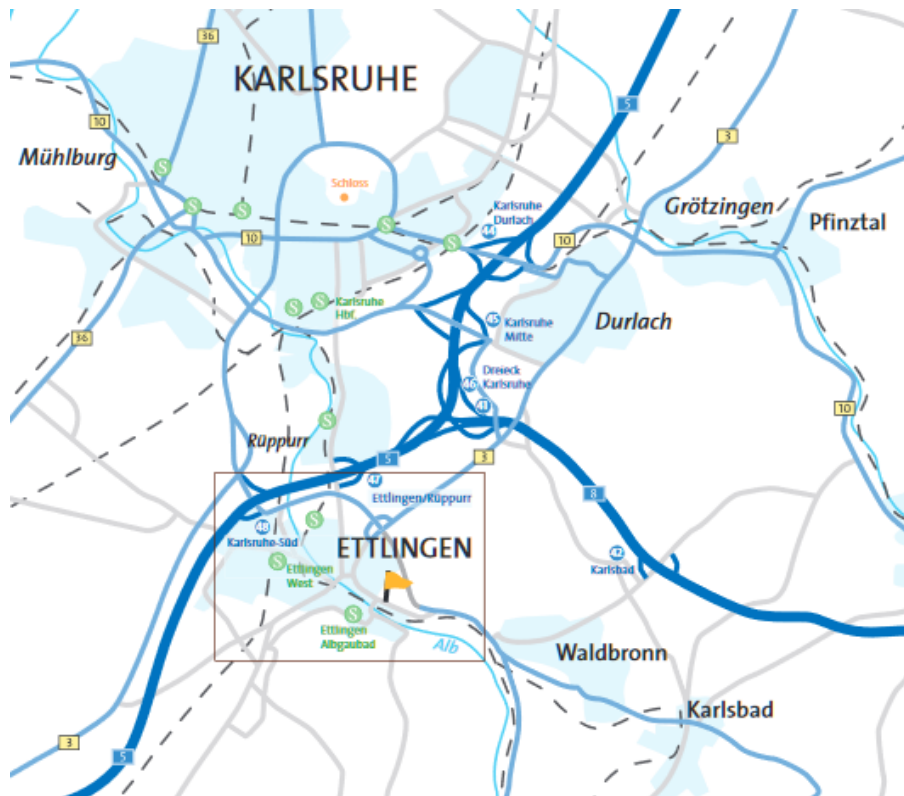 36
KARLSRUHE
5
10
3
Mühlburg
S
Schloss
S
S
Karlsruhe
Durlach
44
Grötzingen
Pfinztal
S
S
10
10
S
S
Karlsruhe
Hbf.
45
Karlsruhe
Mitte
Durlach
36
Dreieck
Karlsruhe
46
41
10
S
Rüppurr
5
3
47
Ettlingen/Rüppurr
8
48
Karlsruhe-Süd
S
ETTLINGEN
42
Karlsbad
S
Ettlingen
West
S
Ettlingen
Albgaubad
Alb
Waldbronn
Karlsbad
3
5